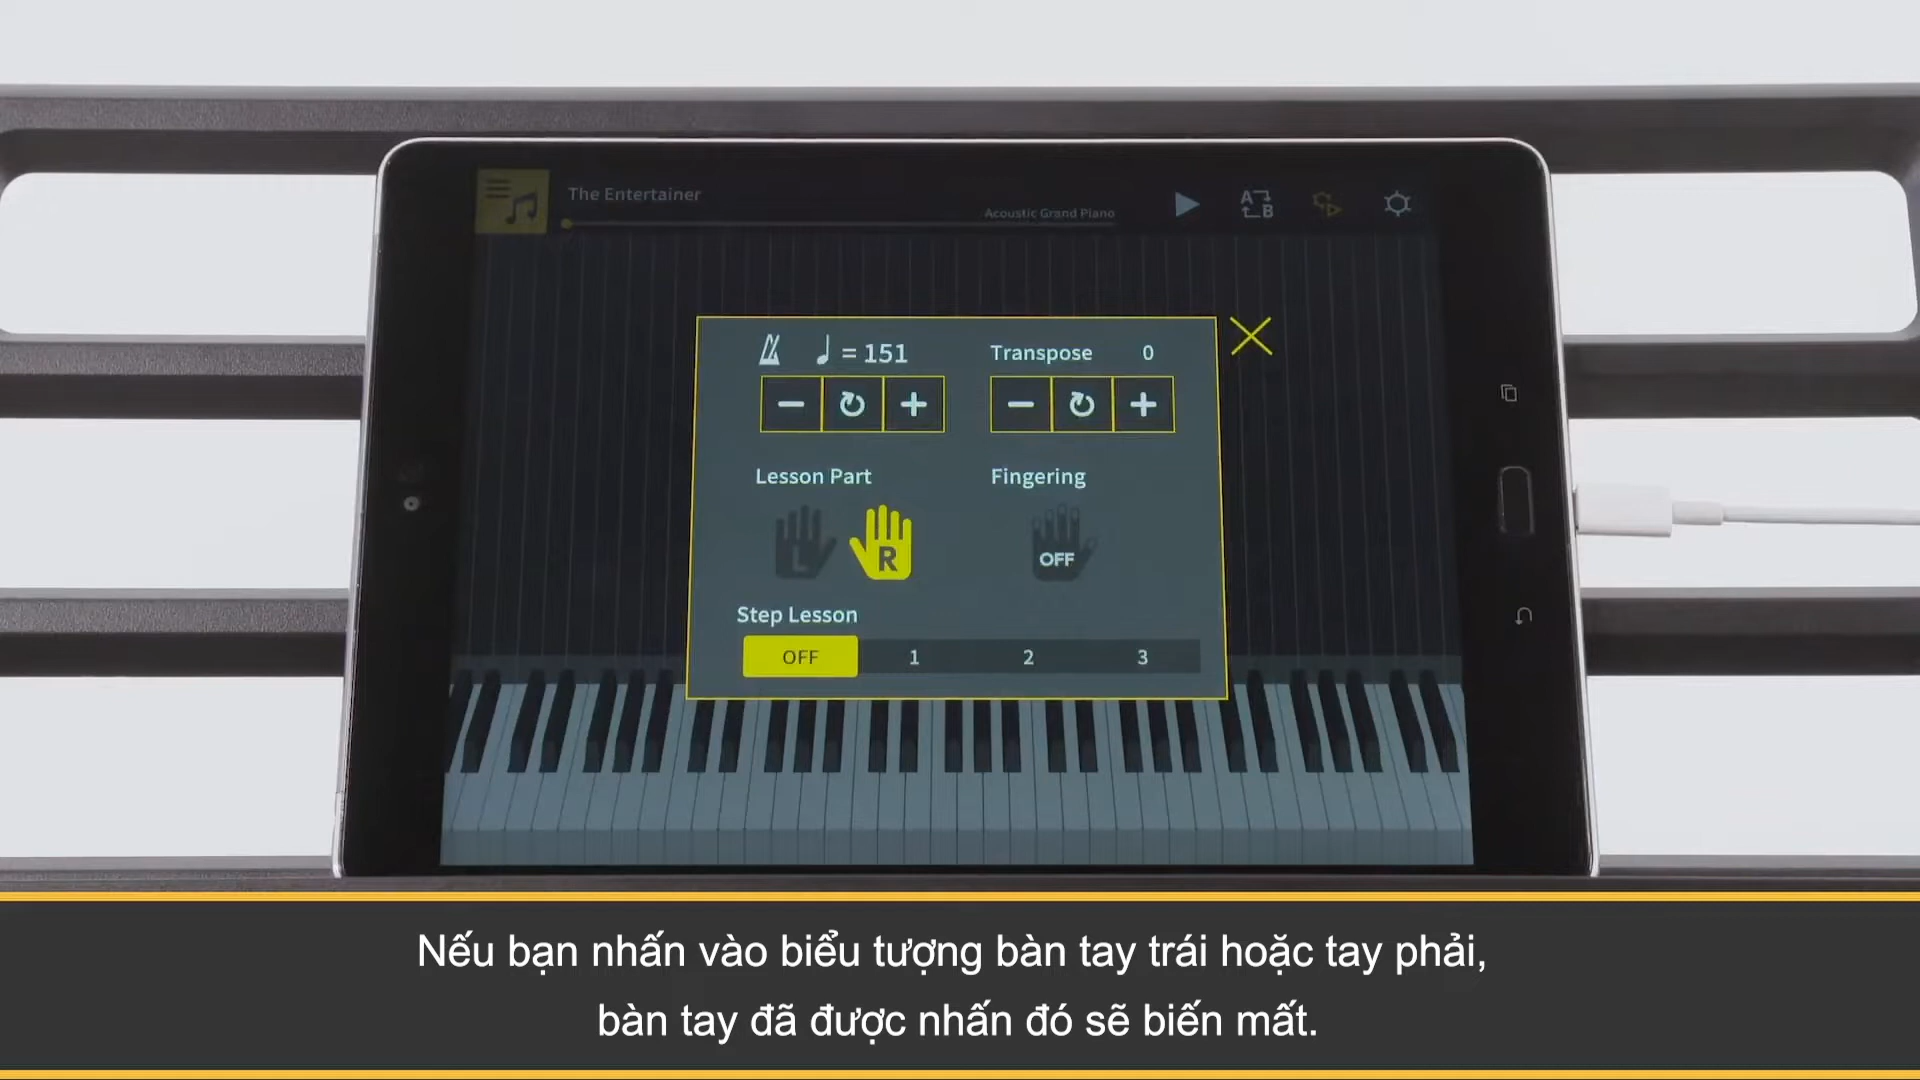 The Entertainer
Acoustic Grand Piano
A B
= 151
Transpose 0
Lesson Part
Fingering
L R
OFF
Step Lesson
OFF 1 2 3
Nếu bạn nhấn vào biểu tượng bàn tay trái hoặc tay phải,
bàn tay đã được nhấn đó sẽ biến mất.